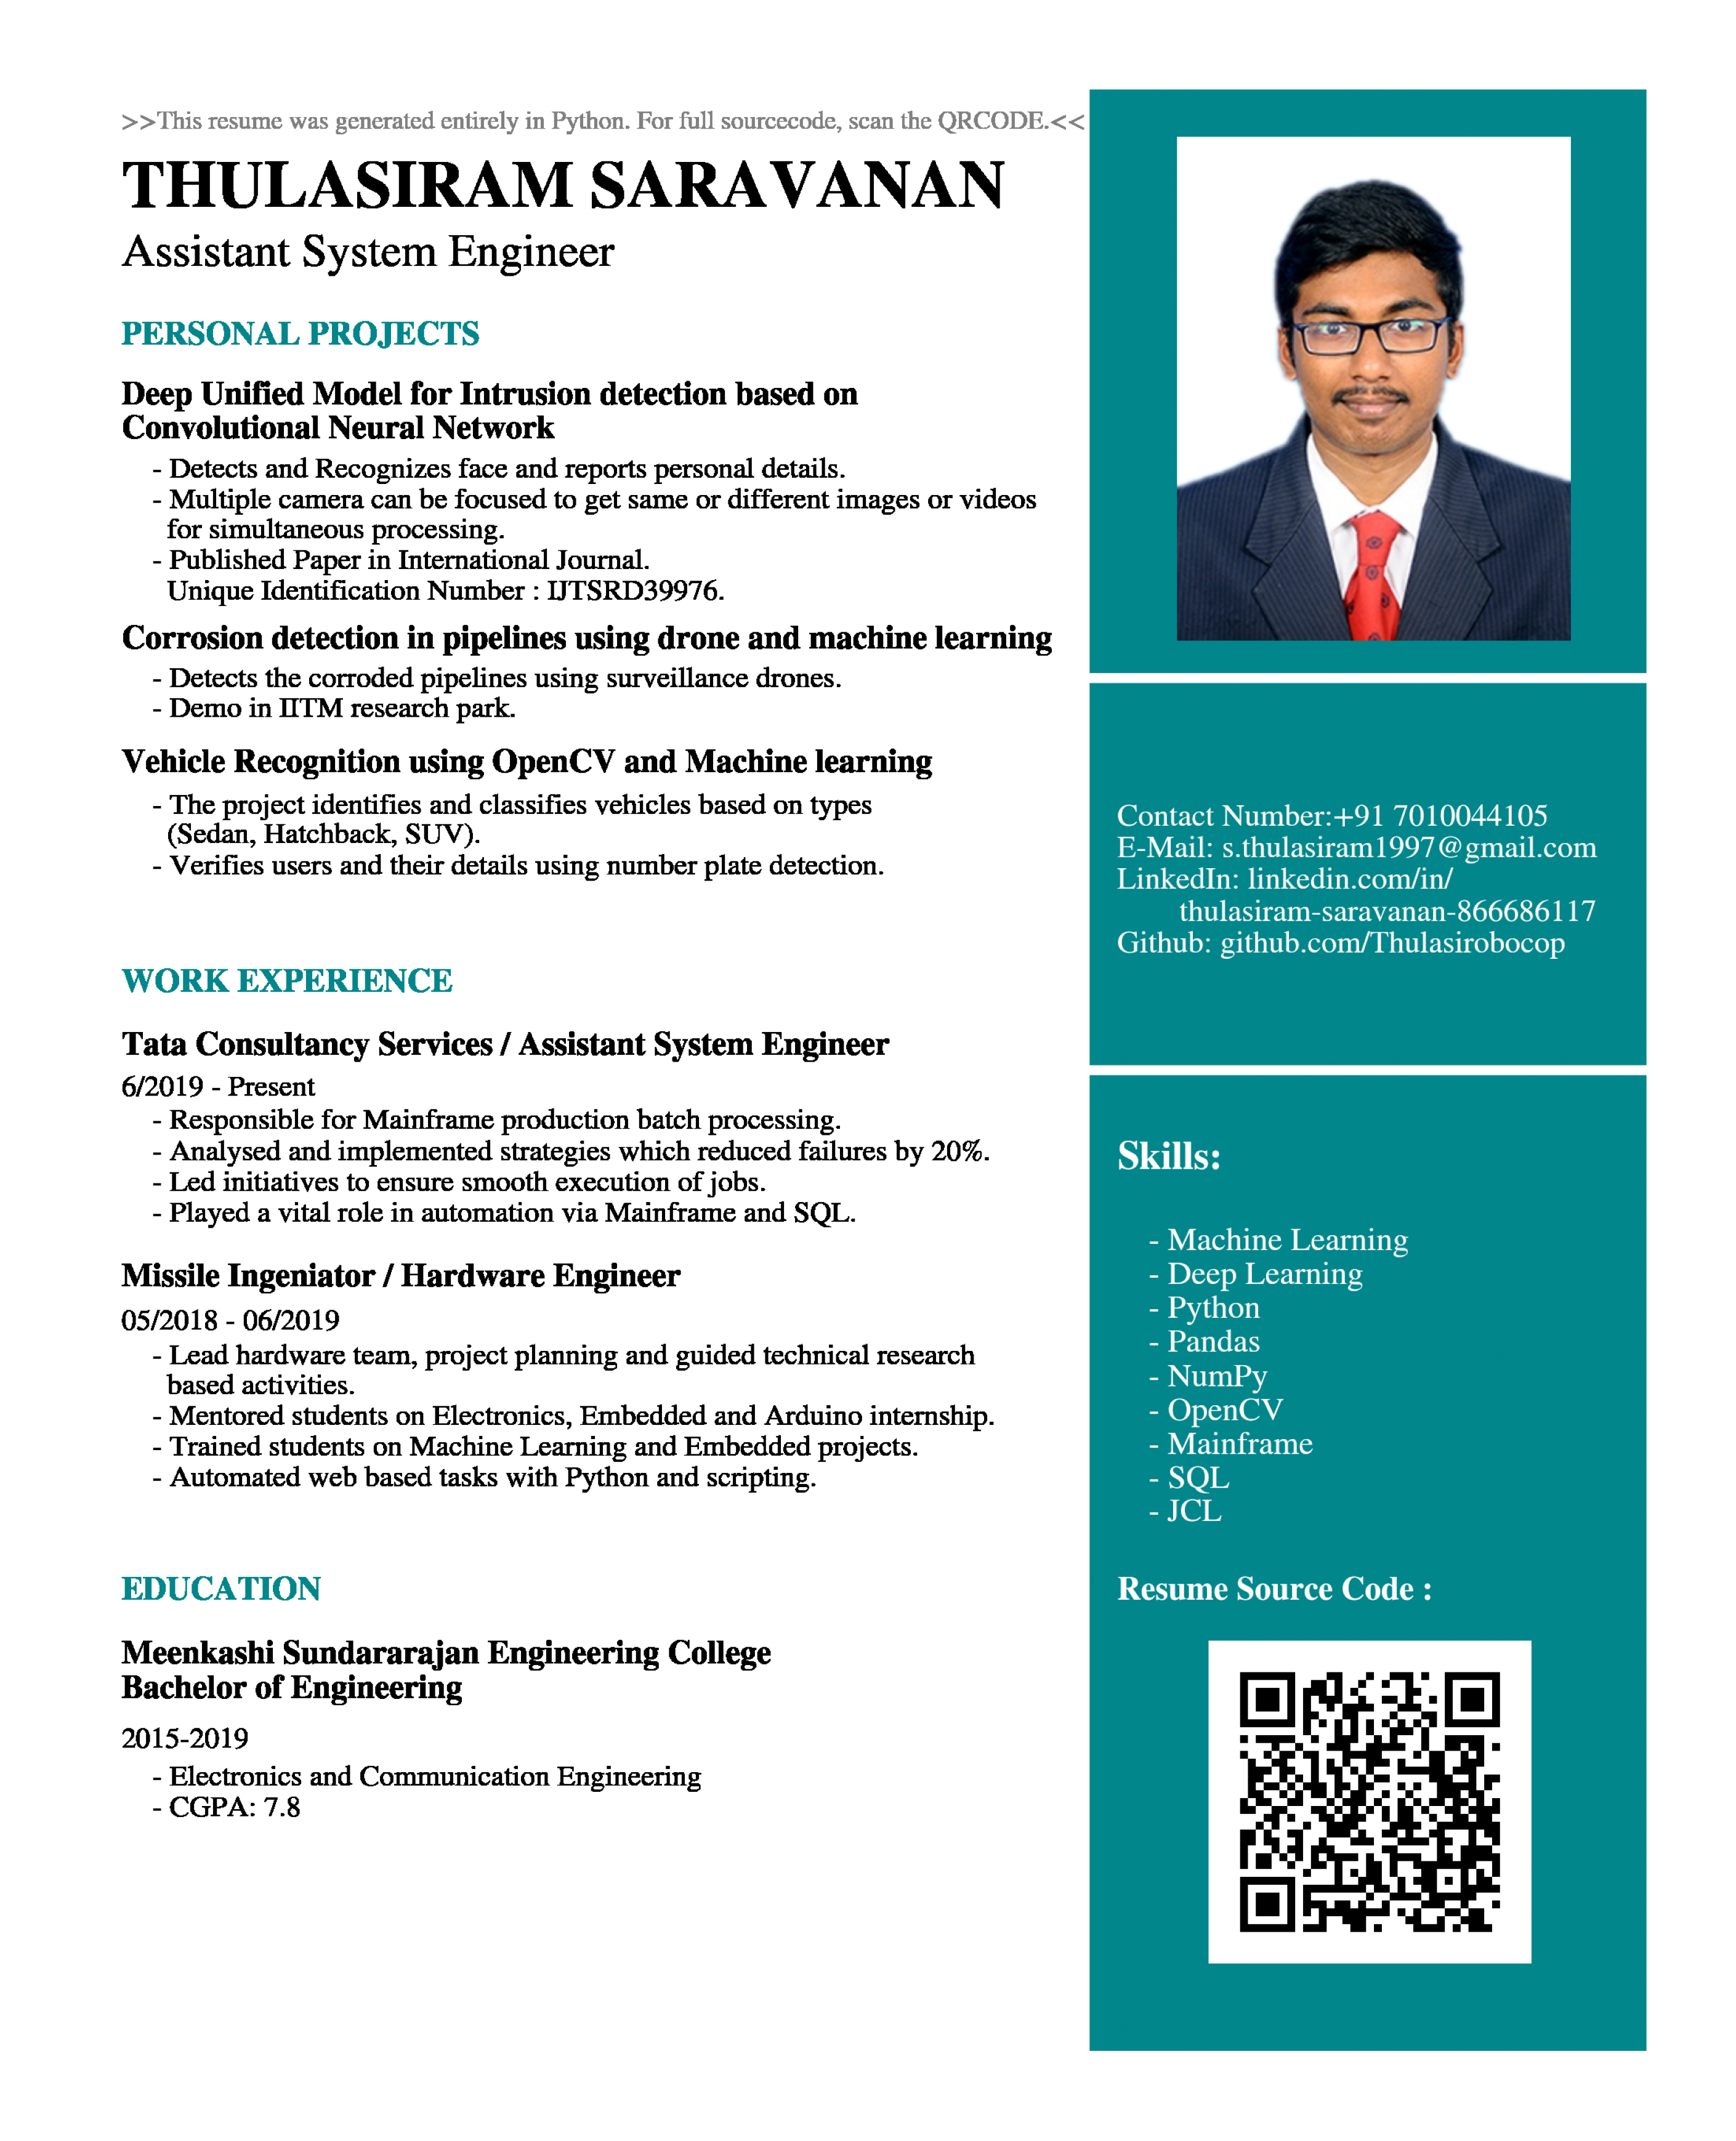 >>This resume was generated entirely in Python. For full sourcecode, scan the QRCODE.<<
THULASIRAM SARAVANAN
Assistant System Engineer
PERSONAL PROJECTS
Deep Unified Model for Intrusion detection based on
Convolutional Neural Network
- Detects and Recognizes face and reports personal details.
- Multiple camera can be focused to get same or different images or videos
for simultaneous processing.
- Published Paper in International Journal.
Unique Identification Number : IJTSRD39976.
Corrosion detection in pipelines using drone and machine learning
- Detects the corroded pipelines using surveillance drones.
- Demo in IITM research park.
Vehicle Recognition using OpenCV and Machine learning
- The project identifies and classifies vehicles based on types
(Sedan, Hatchback, SUV).
- Verifies users and their details using number plate detection.
WORK EXPERIENCE
Tata Consultancy Services / Assistant System Engineer
6/2019 - Present
- Responsible for Mainframe production batch processing.
- Analysed and implemented strategies which reduced failures by 20%.
- Led initiatives to ensure smooth execution of jobs.
- Played a vital role in automation via Mainframe and SQL.
Missile Ingeniator / Hardware Engineer
05/2018 - 06/2019
- Lead hardware team, project planning and guided technical research
based activities.
- Mentored students on Electronics, Embedded and Arduino internship.
- Trained students on Machine Learning and Embedded projects.
- Automated web based tasks with Python and scripting.
EDUCATION
Meenkashi Sundararajan Engineering College
Bachelor of Engineering
2015-2019
- Electronics and Communication Engineering
- CGPA: 7.8
Contact Number:+91 7010044105
E-Mail: s.thulasiram1997@gmail.com
LinkedIn: linkedin.com/in/
thulasiram-saravanan-866686117
Github: github.com/Thulasirobocop
Skills:
- Machine Learning
- Deep Learning
- Python
- Pandas
- NumPy
- OpenCV
- Mainframe
- SQL
- JCL
Resume Source Code :